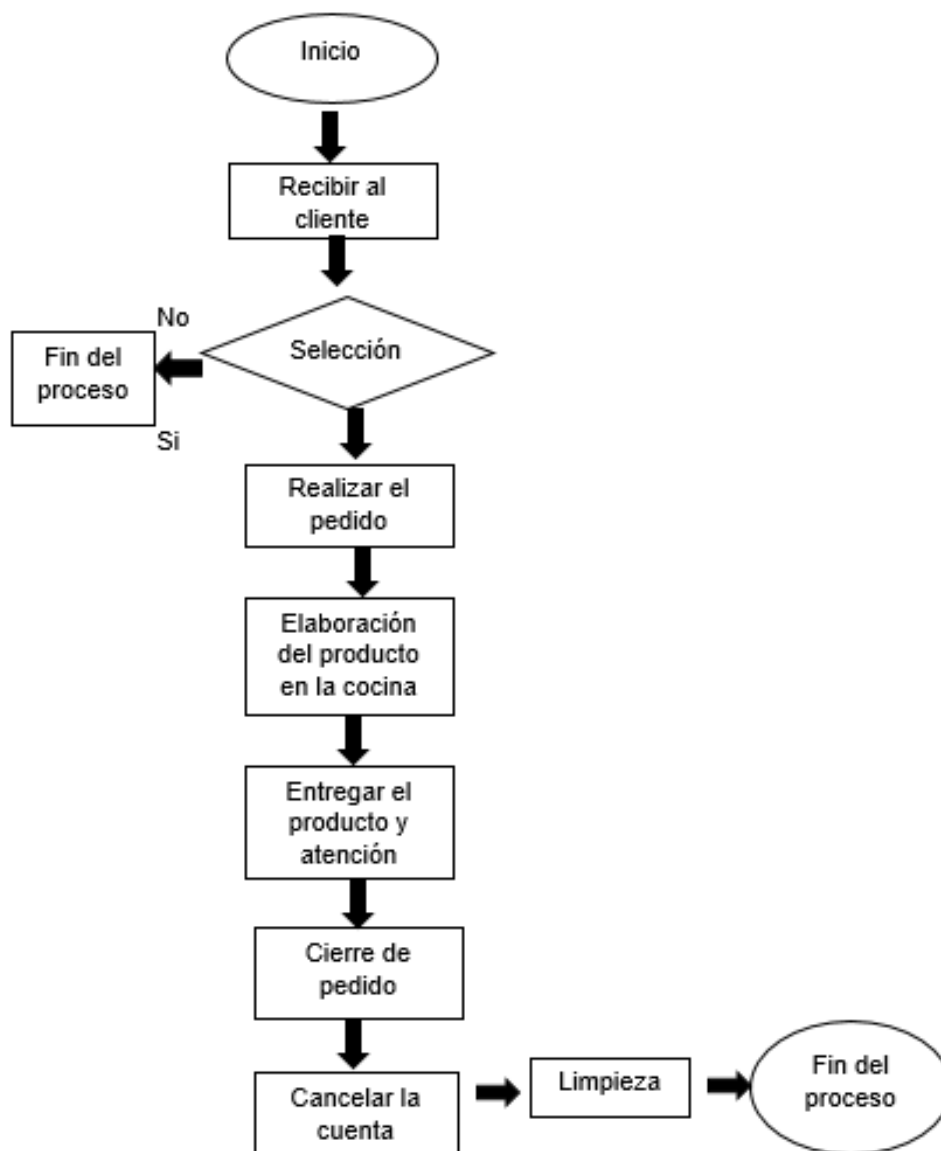 Inicio
Recibir al
cliente
No
Selección
Fin del
proceso
Si
Realizar el
pedido
Elaboración
del producto
en la cocina
Entregar el
producto y
atención
Cierre de
pedido
Cancelar la
cuenta
Limpieza
Fin del
proceso